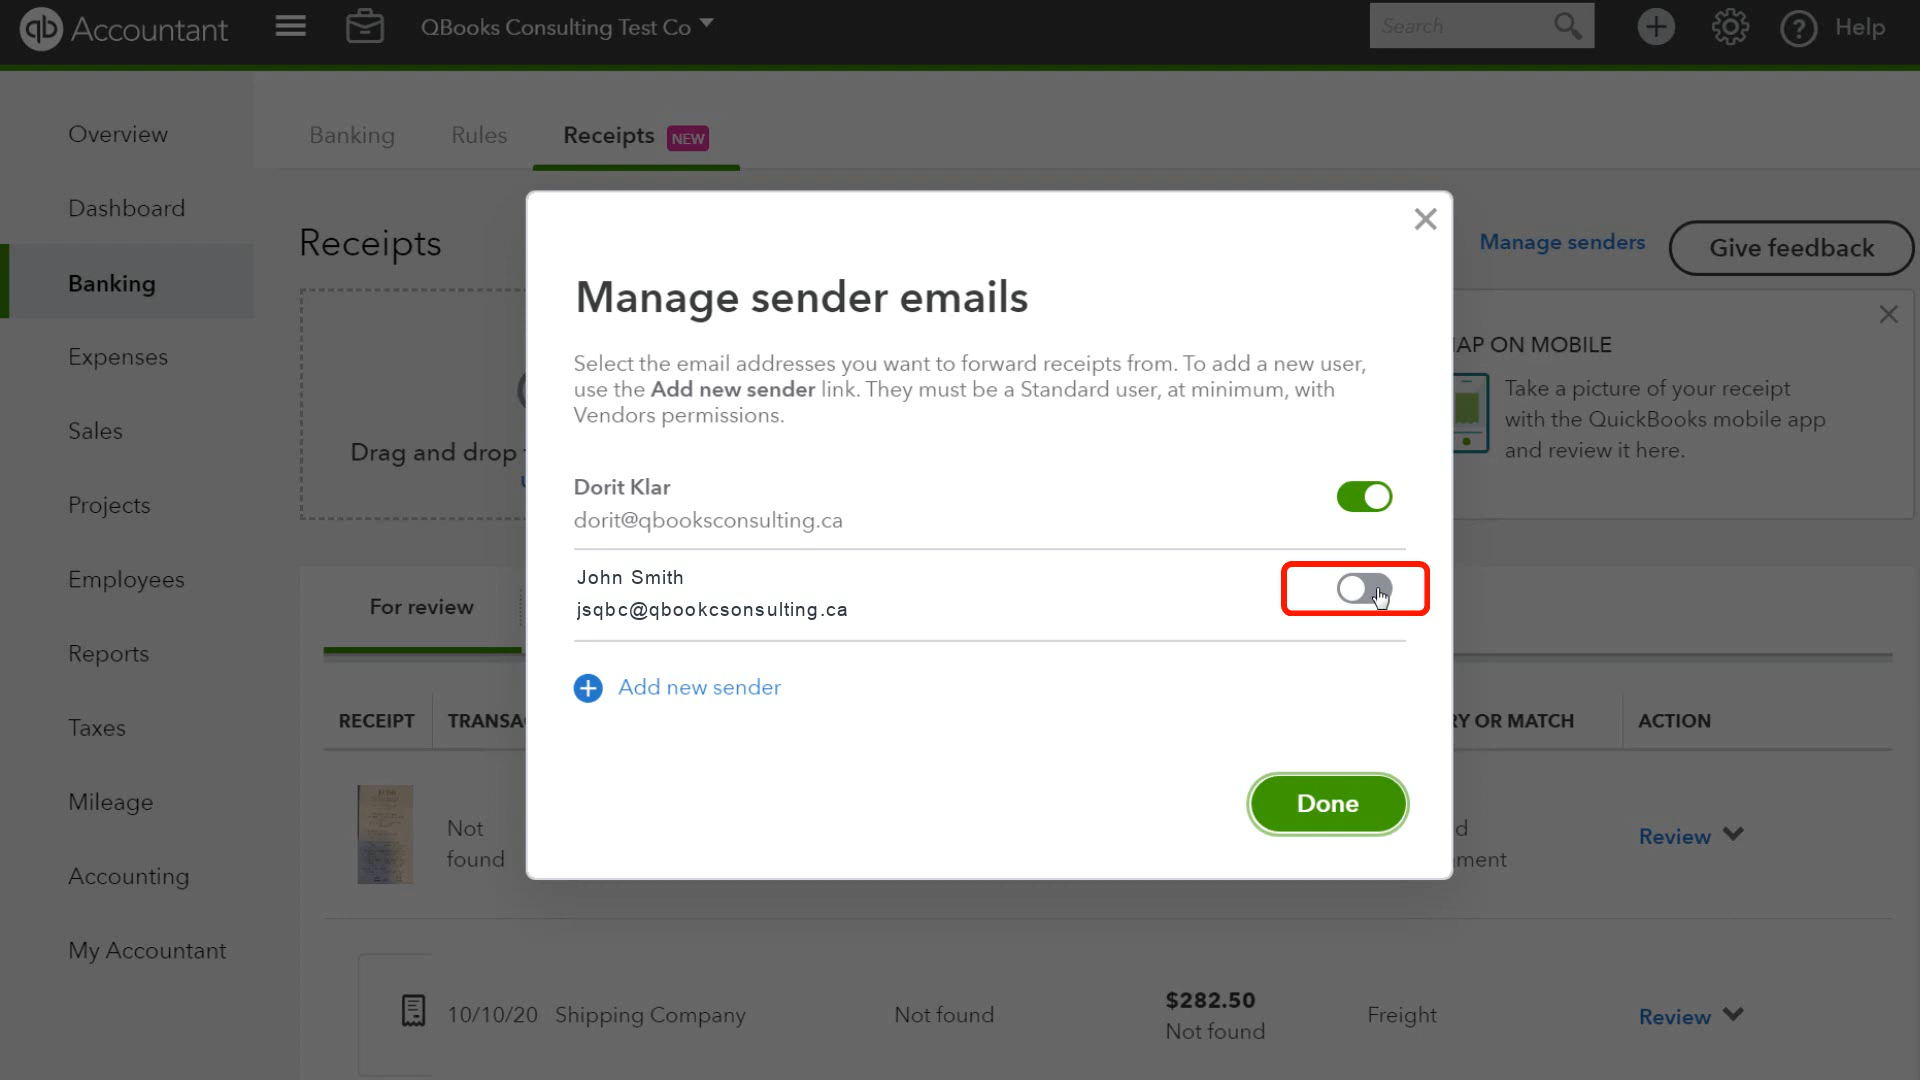 qb Accountant
QBooks Consulting Test Co
Search
Help
Overview
Dashboard
Banking
Expenses
Sales
Projects
Employees
Reports
Taxes
Mileage
Accounting
My Accountant
Banking Rules Receipts NEW
Receipts
Manage senders
Give feedback
Drag and drop
AP ON MOBILE
Take a picture of your receipt
with the QuickBooks mobile app
and review it here.
Manage sender emails
Select the email addresses you want to forward receipts from. To add a new user,
use the Add new sender link. They must be a Standard user, at minimum, with
Vendors permissions.
Dorit Klar
dorit@qbooksconsulting.ca
John Smith
jsqbc@qbookcsonsulting.ca
Add new sender
Done
For review
RECEIPT TRANSA RY OR MATCH ACTION
Not
found
d
ment
Review
10/10/20 Shipping Company Not found $282.50
Not found
Freight Review